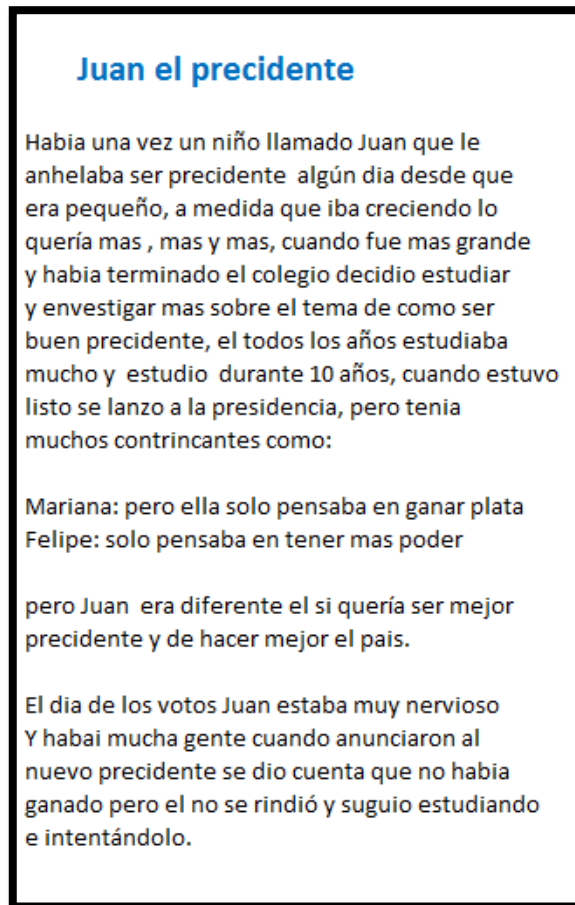 Juan el precidente
Habia una vez un niño llamado Juan que le
anhelaba ser precidente algún dia desde que
era pequeño, a medida que iba creciendo lo
quería mas , mas y mas, cuando fue mas grande
y habia terminado el colegio decidio estudiar
y envestigar mas sobre el tema de como ser
buen precidente, el todos los años estudiaba
mucho y estudio durante 10 años, cuando estuvo
listo se lanzo a la presidencia, pero tenia
muchos contrincantes como:
Mariana: pero ella solo pensaba en ganar plata
Felipe: solo pensaba en tener mas poder
pero Juan era diferente el si quería ser mejor
precidente y de hacer mejor el pais.
El dia de los votos Juan estaba muy nervioso
Y habai mucha gente cuando anunciaron al
nuevo precidente se dio cuenta que no habia
ganado pero el no se rindió y suguio estudiando
e intentándolo.